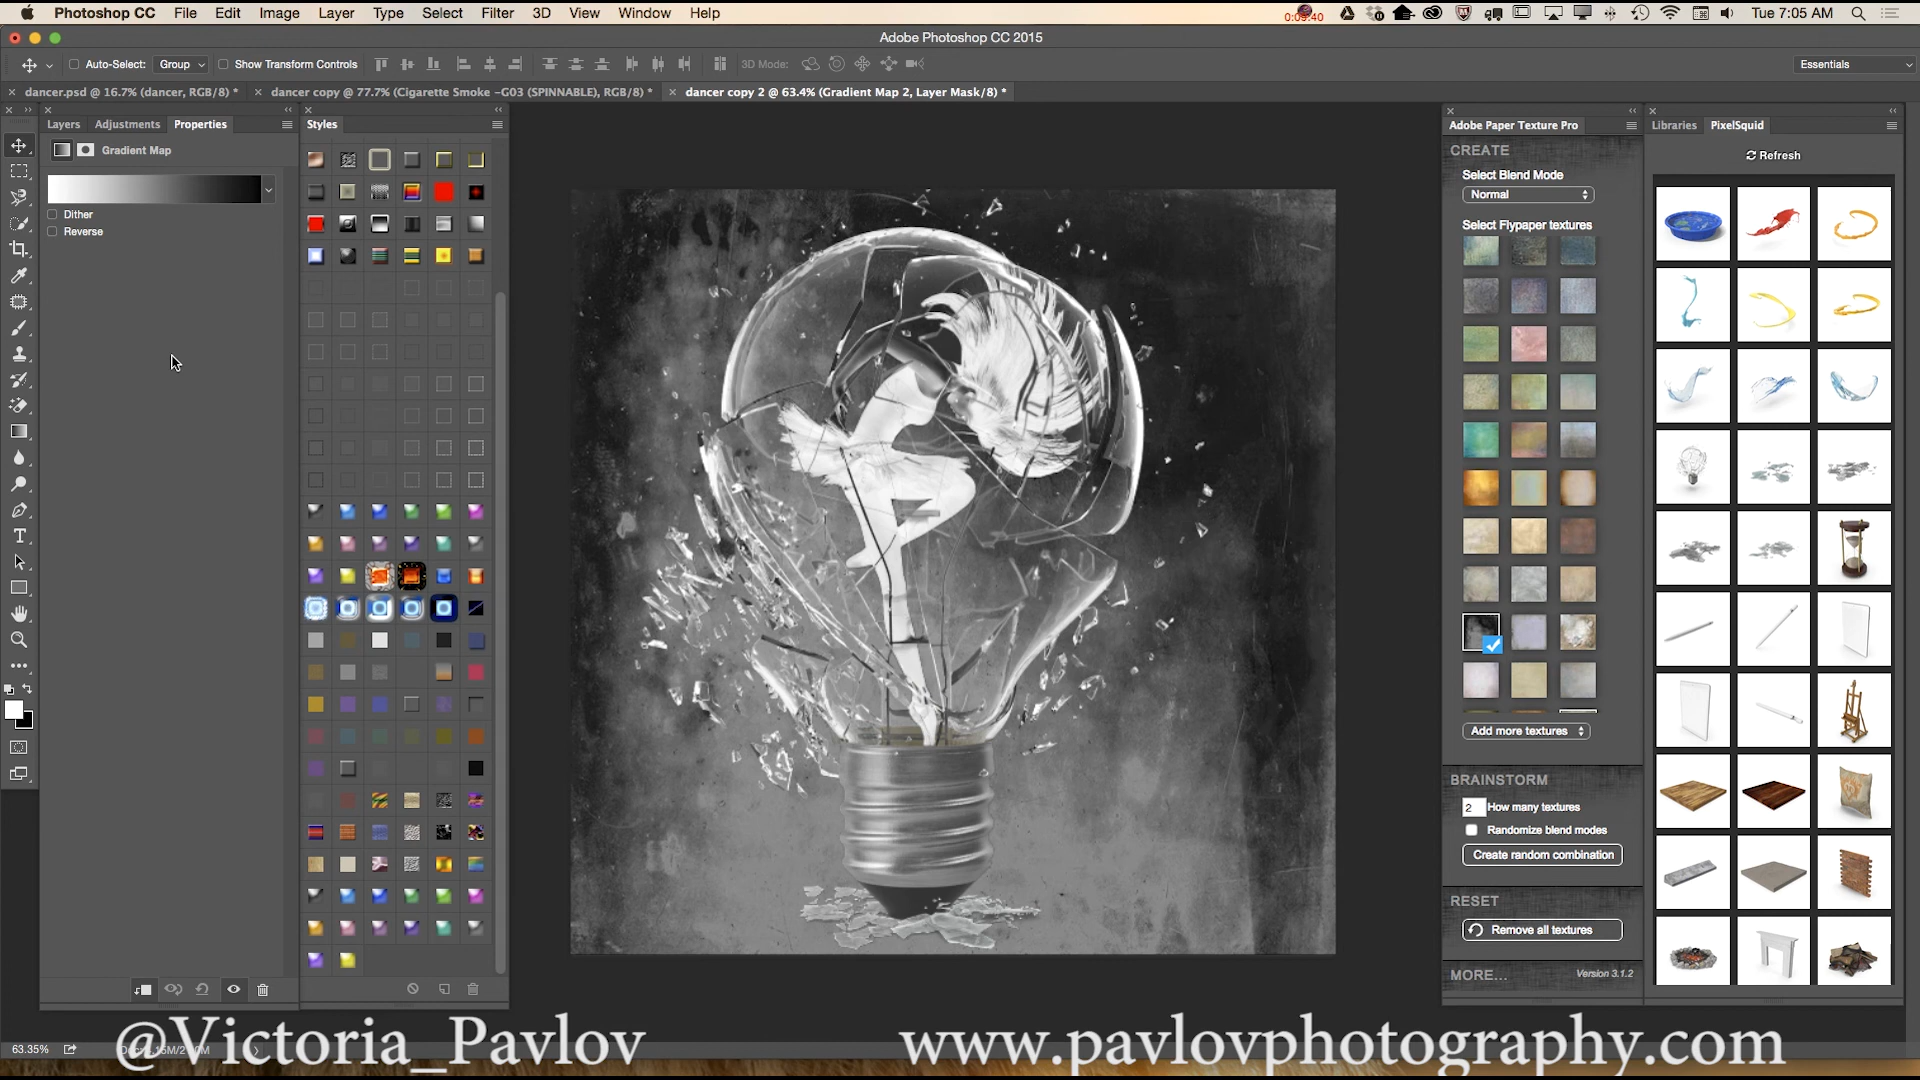 Photoshop CC File Edit Image Layer Type Select Filter 3D View Window Help
Tue 7:05 AM
Adobe Photoshop CC 2015
Auto-Select: Group Show Transform Controls 3D Mode: Essentials
dancer.psd @ 16.7% (dancer, RGB/8) *
dancer copy @ 77.7% (Cigarette Smoke -G03 (SPINNABLE), RGB/8) *
dancer copy 2 @ 63.4% (Gradient Map 2, Layer Mask/8) *
Layers Adjustments Properties
Gradient Map
Dither
Reverse
Styles
Adobe Paper Texture Pro
CREATE
Select Blend Mode
Normal
Select Flypaper textures
Add more textures
BRAINSTORM
2 How many textures
Randomize blend modes
Create random combination
RESET
Remove all textures
MORE... Version 3.1.2
Libraries PixelSquid
Refresh
63.35%
@Victoria_Pavlov
www.pavlovphotography.com